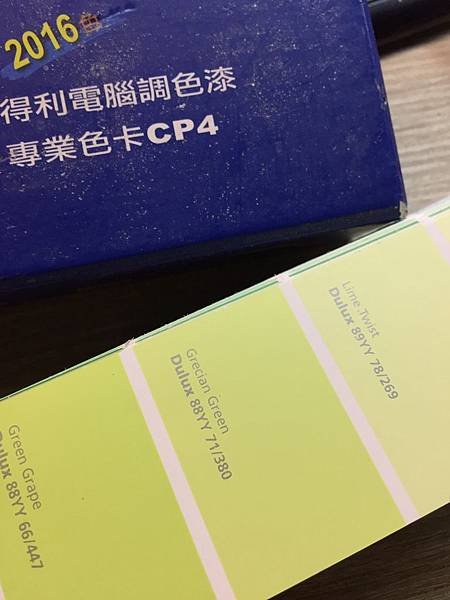 2016
得利電腦調色漆
專業色卡CP4
Lime Twist
Dulux 89YY 78/269
Grecian Green
Dulux 88YY 71/380
Green Grape
Dulux 88YY 66/447